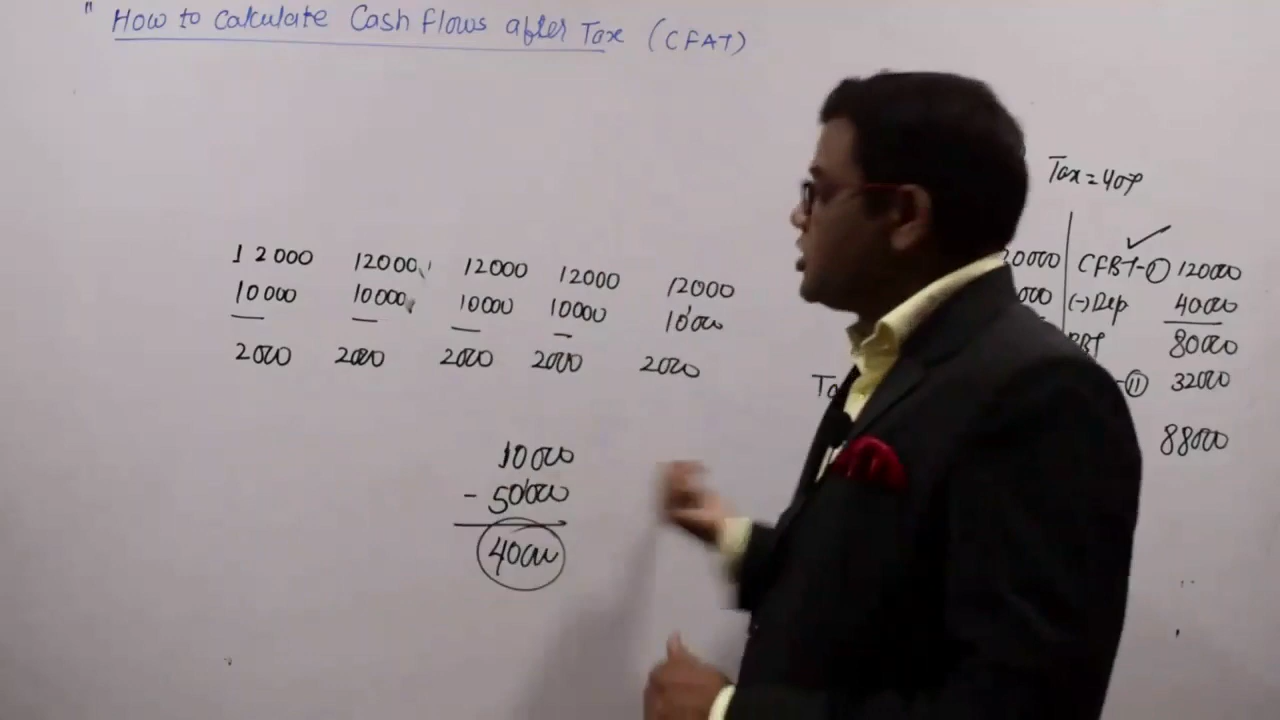 " How to Calculate Cash flows after Tax (CFAT)
Tax = 40%
12000 12000 12000 12000 12000
10000 10000 10000 10000 10000
2000 2000 2000 2000 2000
10000
- 50000
40000
CFBT-① 120000
(-) Dep 40000
80000
-⑪ 32000
88000